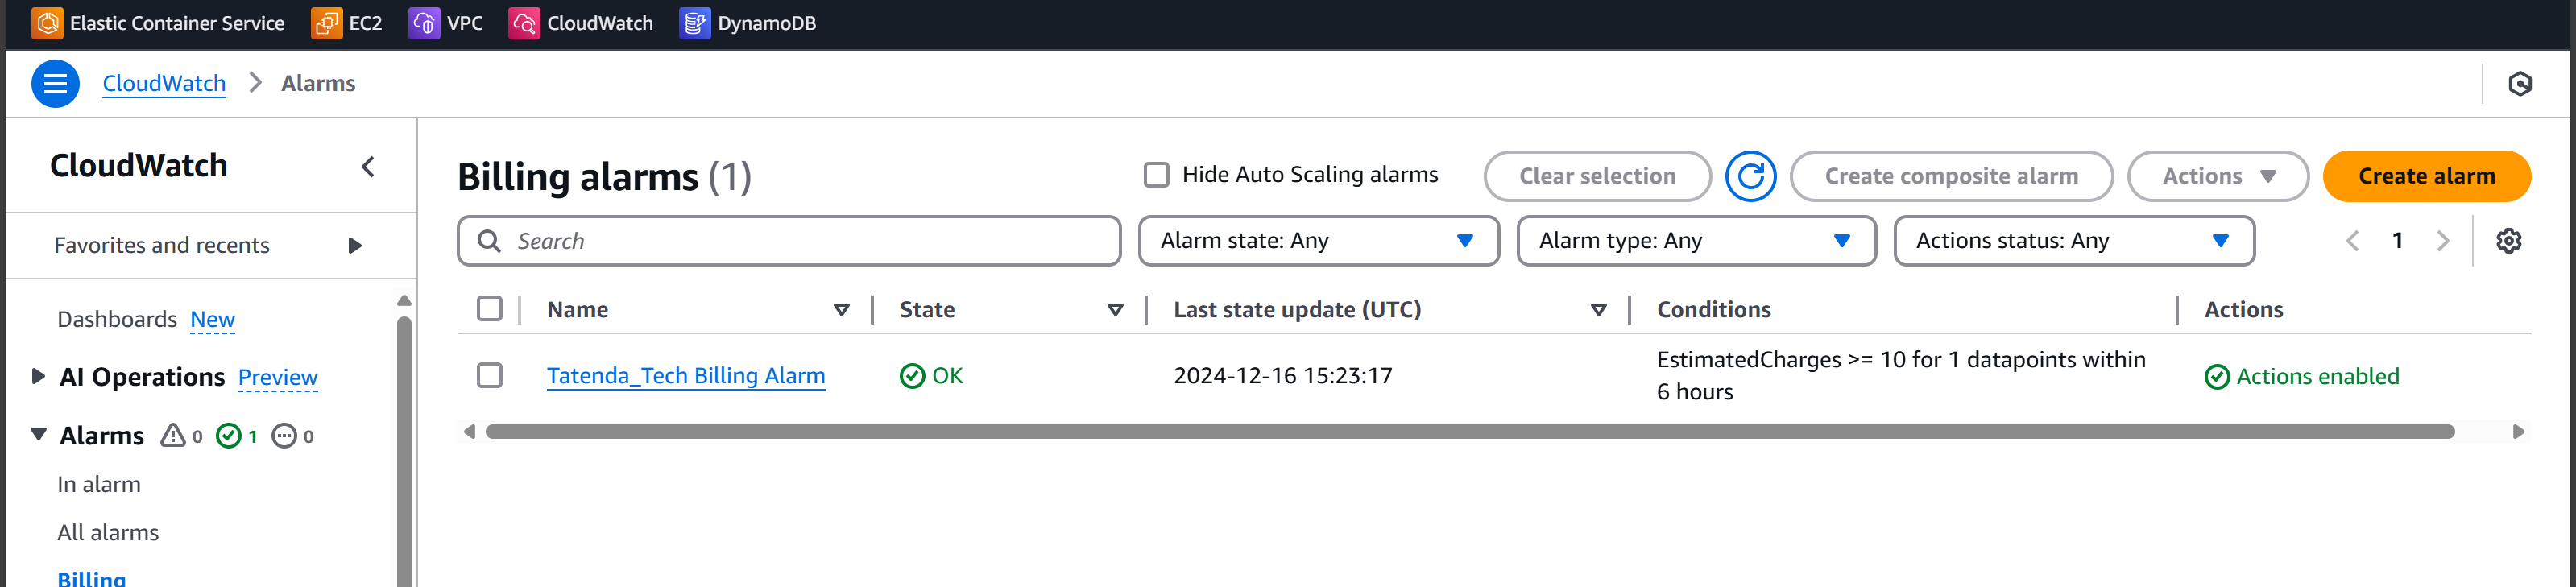 Elastic Container Service EC2 VPC CloudWatch DynamoDB
CloudWatch Alarms
CloudWatch
Favorites and recents
Dashboards New
AI Operations Preview
Alarms 0 1 0
In alarm
All alarms
Billing
Billing alarms (1)
Hide Auto Scaling alarms Clear selection Create composite alarm Actions Create alarm
Search Alarm state: Any Alarm type: Any Actions status: Any 1
Name State Last state update (UTC) Conditions Actions
Tatenda_Tech Billing Alarm OK 2024-12-16 15:23:17 EstimatedCharges >= 10 for 1 datapoints within
6 hours
Actions enabled